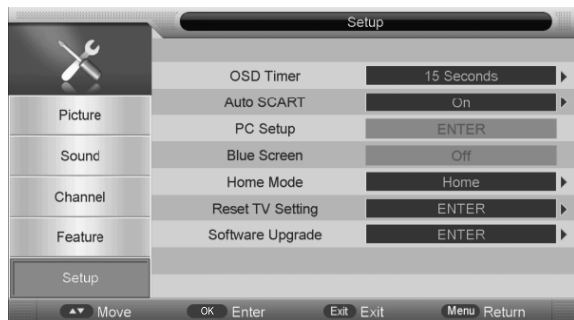 Setup
OSD Timer 15 Seconds
Auto SCART On
Picture
PC Setup ENTER
Sound
Blue Screen Off
Home Mode Home
Channel
Reset TV Setting ENTER
Feature
Software Upgrade ENTER
Setup
Move OK Enter Exit Exit Menu Return